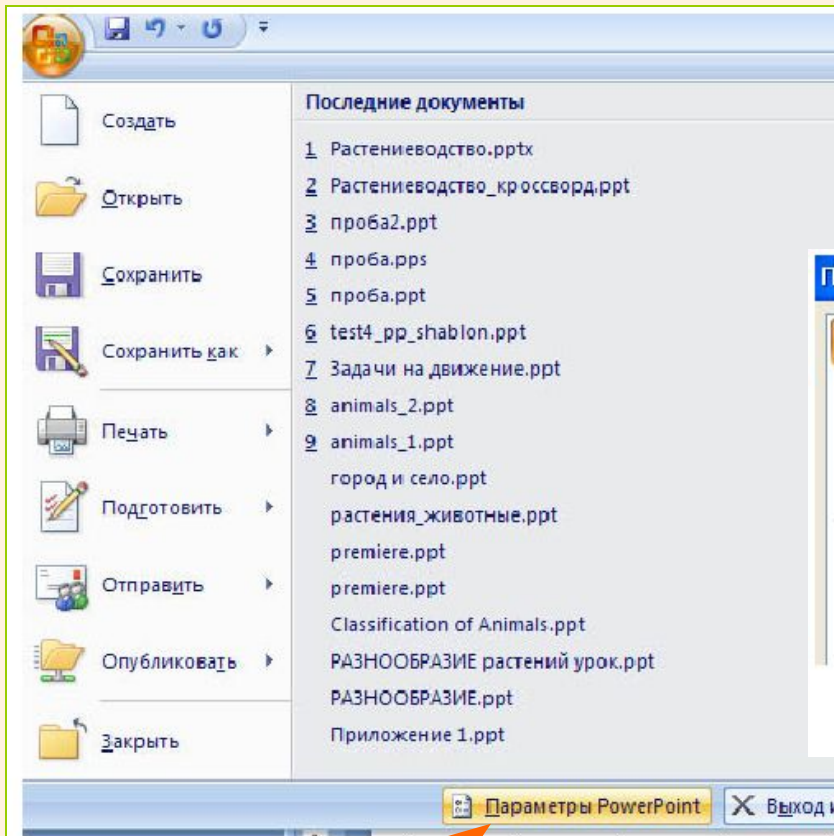 Создать
Открыть
Сохранить
Сохранить как
Печать
Подготовить
Отправить
Опубликовать
Закрыть
Последние документы
1 Растениеводство.pptx
2 Растениеводство_кроссворд.ppt
3 проба2.ppt
4 проба.pps
5 проба.ppt
6 test4_pp_shablon.ppt
7 Задачи на движение.ppt
8 animals_2.ppt
9 animals_1.ppt
город и село.ppt
растения_животные.ppt
premiere.ppt
premiere.ppt
Classification of Animals.ppt
РАЗНООБРАЗИЕ растений урок.ppt
РАЗНООБРАЗИЕ.ppt
Приложение 1.ppt
П
Параметры PowerPoint
Выход и